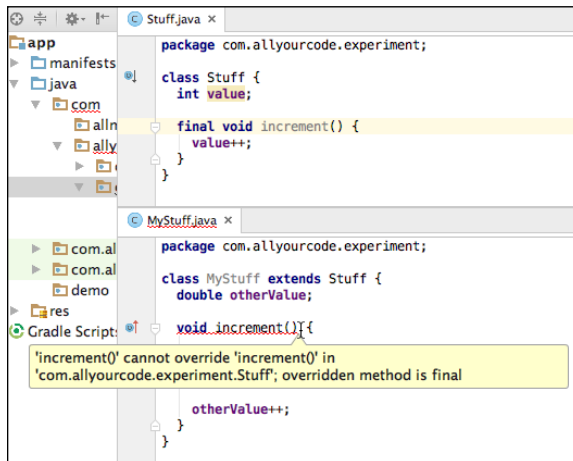 Stuff.java ×
app
manifests
java
com
alln
ally
package com.allyourcode.experiment;
class Stuff {
int value;
final void increment() {
value++;
}
}
MyStuff.java ×
com.al
com.al
demo
res
Gradle Script
package com.allyourcode.experiment;
class MyStuff extends Stuff {
double otherValue;
void increment() {
'increment()' cannot override 'increment()' in
'com.allyourcode.experiment.Stuff'; overridden method is final
otherValue++;
}
}